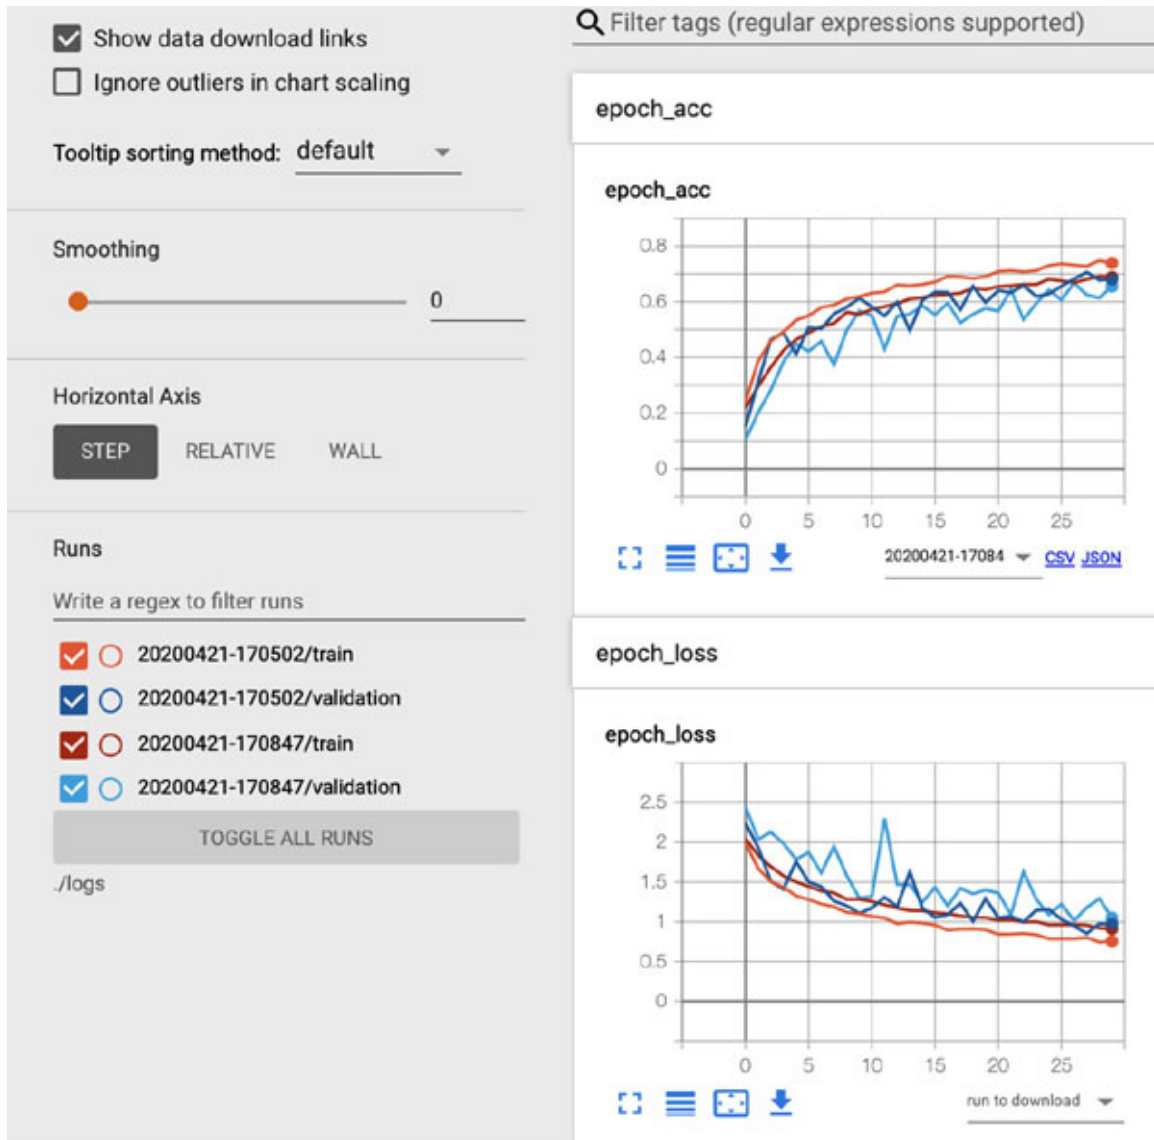 Show data download links
Ignore outliers in chart scaling
Tooltip sorting method: default
Smoothing
0
Horizontal Axis
STEP RELATIVE WALL
Runs
Write a regex to filter runs
20200421-170502/train
20200421-170502/validation
20200421-170847/train
20200421-170847/validation
TOGGLE ALL RUNS
./logs
Filter tags (regular expressions supported)
epoch_acc
epoch_acc
0.8
0.6
0.4
0.2
0
0 5 10 15 20 25
20200421-17084 CSV JSON
epoch_loss
epoch_loss
2.5
2
1.5
1
0.5
0
0 5 10 15 20 25
run to download